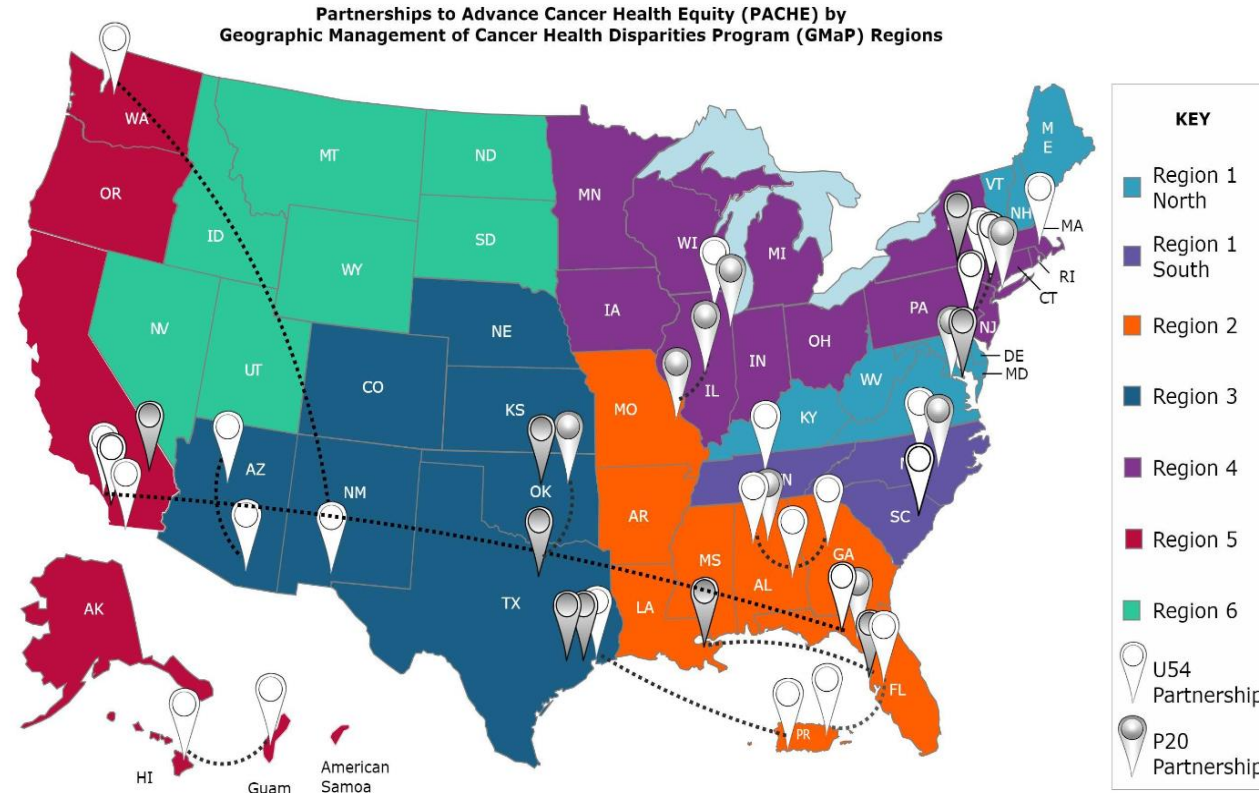 Partnerships to Advance Cancer Health Equity (PACHE) by
Geographic Management of Cancer Health Disparities Program (GMaP) Regions
WA
OR
MT
ID
WY
NV
UT
ND
SD
NE
CO
KS
AZ
NM
OK
TX
MN
WI
MI
IA
IL
IN
OH
PA
NJ
MO
AR
LA
MS
AL
GA
FL
PR
KY
WV
N
SC
M
E
VT
NH
MA
RI
CT
DE
MD
AK
HI
Guam
American
Samoa
KEY
Region 1
North
Region 1
South
Region 2
Region 3
Region 4
Region 5
Region 6
U54
Partnership
P20
Partnership